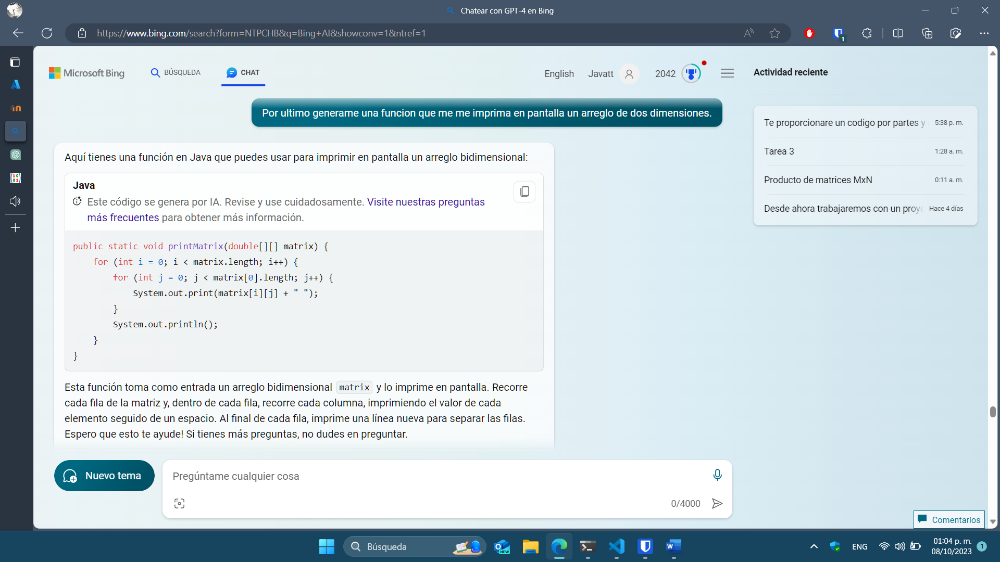 Chatear con GPT-4 en Bing
https://www.bing.com/search?form=NTPCHB&q=Bing+AI&showconv=1&ntref=1
1
Microsoft Bing
BÚSQUEDA
CHAT
English
Javatt
2042
Actividad reciente
Por ultimo generame una funcion que me me imprima en pantalla un arreglo de dos dimensiones.
Te proporcionare un codigo por partes y 5:38 p. m.
Tarea 3 1:28 a. m.
Producto de matrices MxN 0:11 a. m.
Desde ahora trabajaremos con un proye Hace 4 días
Aquí tienes una función en Java que puedes usar para imprimir en pantalla un arreglo bidimensional:
Java
Este código se genera por IA. Revise y use cuidadosamente. Visite nuestras preguntas
más frecuentes para obtener más información.
public static void printMatrix(double[][] matrix) {
    for (int i = 0; i < matrix.length; i++) {
        for (int j = 0; j < matrix[0].length; j++) {
            System.out.print(matrix[i][j] + " ");
        }
        System.out.println();
    }
}
Esta función toma como entrada un arreglo bidimensional matrix y lo imprime en pantalla. Recorre
cada fila de la matriz y, dentro de cada fila, recorre cada columna, imprimiendo el valor de cada
elemento seguido de un espacio. Al final de cada fila, imprime una línea nueva para separar las filas.
Espero que esto te ayude! Si tienes más preguntas, no dudes en preguntar.
Nuevo tema
Pregúntame cualquier cosa
0/4000
Comentarios
Búsqueda
NEW
ENG
01:04 p. m.
08/10/2023
1